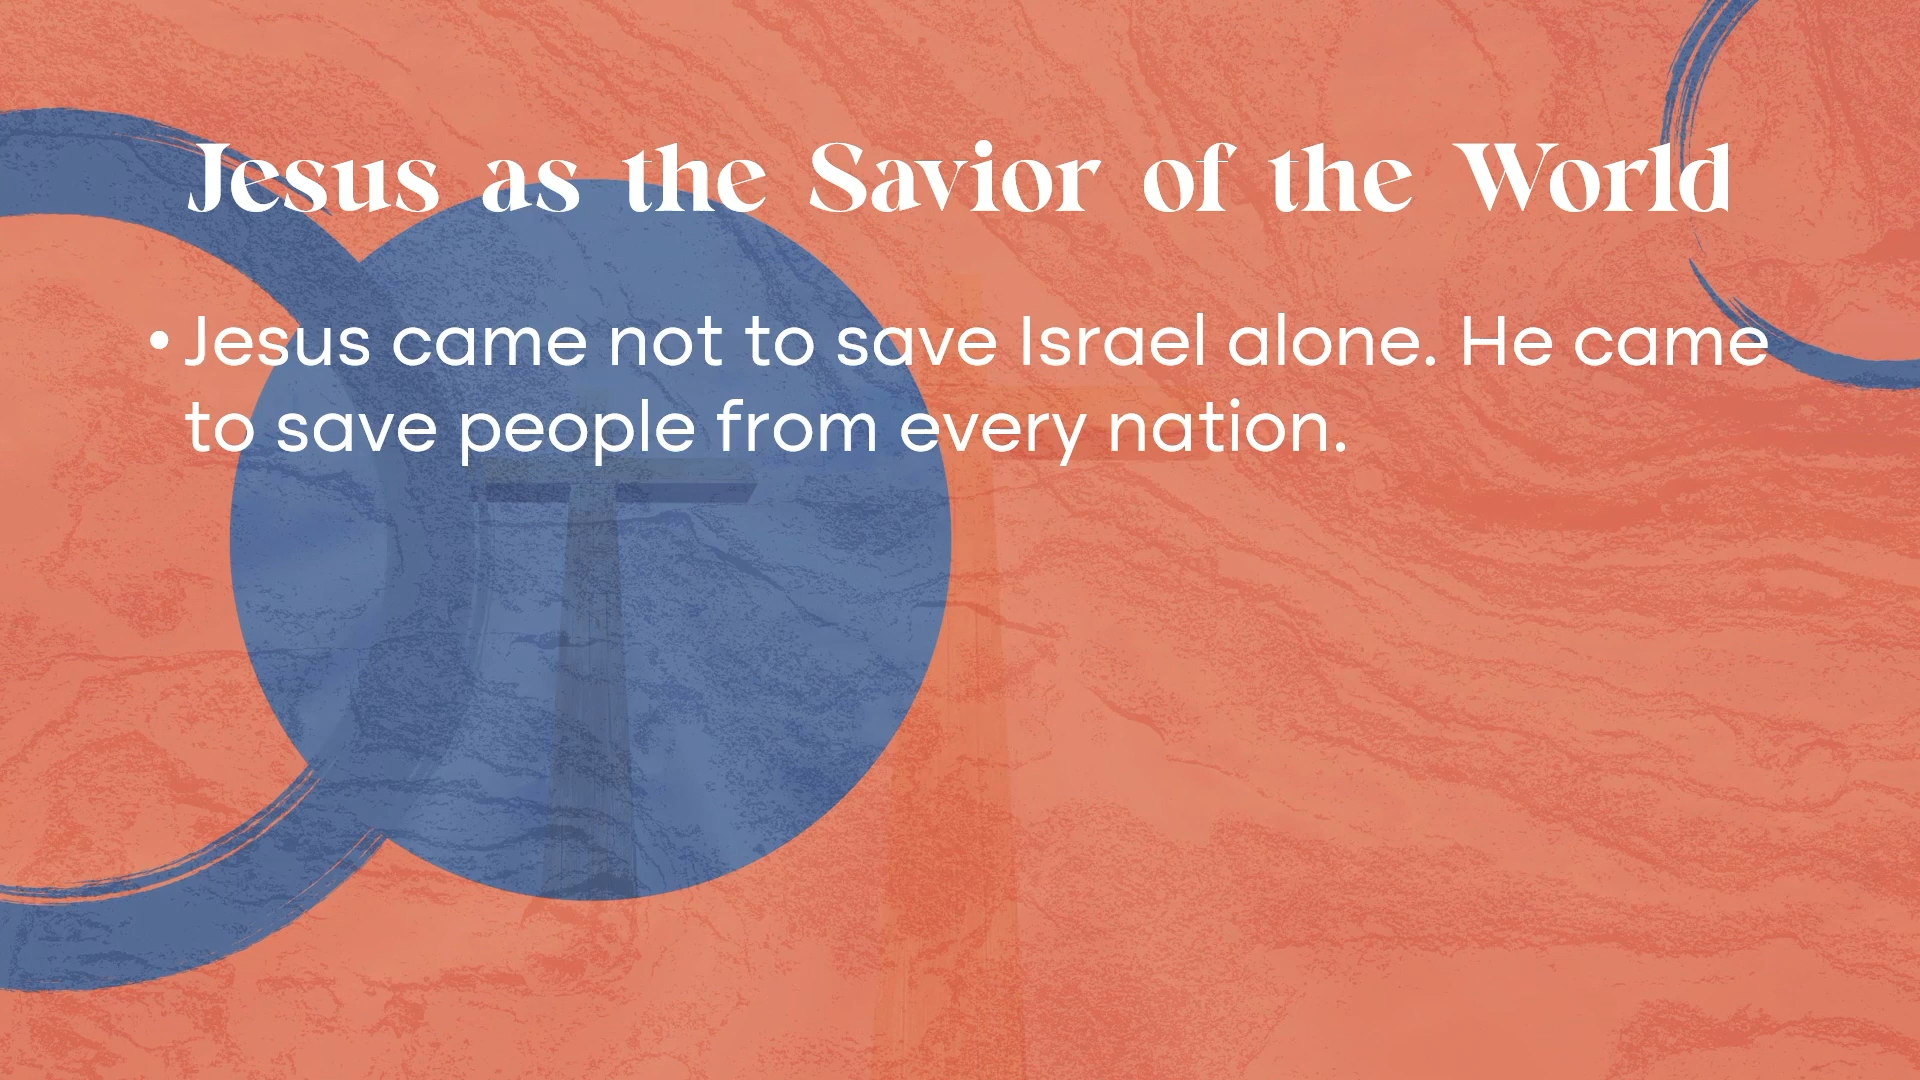 Jesus as the Savior of the World
• Jesus came not to save Israel alone. He came
to save people from every nation.